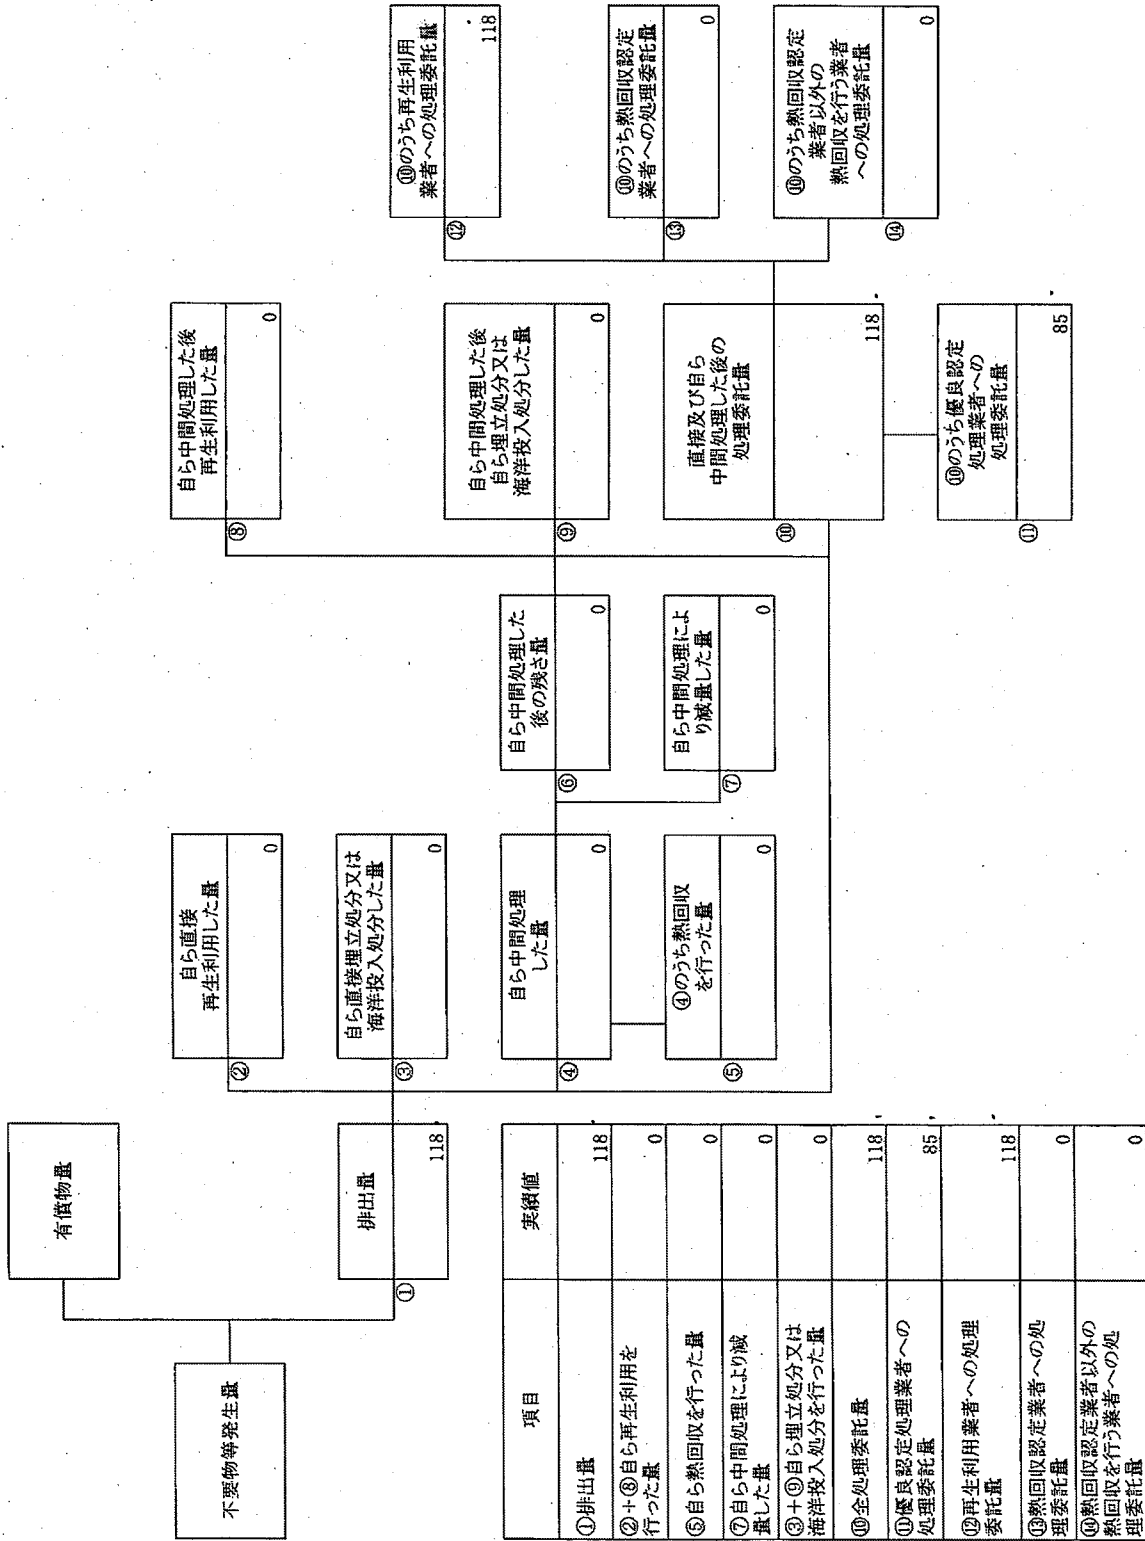 不要物等発生量
有償物量
①
排出量
118
②
自ら直接
再生利用した量
0
③
自ら直接埋立処分又は
海洋投入処分した量
0
④
自ら中間処理
した量
0
⑤
④のうち熱回収
を行った量
0
⑥
自ら中間処理した
後の残さ量
0
⑦
自ら中間処理によ
り減量した量
0
⑧
自ら中間処理した後
再生利用した量
0
⑨
自ら中間処理した後
自ら埋立処分又は
海洋投入処分した量
0
⑩
直接及び自ら
中間処理した後の
処理委託量
118
⑪
⑩のうち優良認定
処理業者への
処理委託量
85
⑫
⑩のうち再生利用
業者への処理委託量
118
⑬
⑩のうち熱回収認定
業者への処理委託量
0
⑭
⑩のうち熱回収認定
業者以外の
熱回収を行う業者
への処理委託量
0
項目 実績値
①排出量 118
②+⑧自ら再生利用を
行った量 0
⑤自ら熱回収を行った量 0
⑦自ら中間処理により減
量した量 0
③+⑨自ら埋立処分又は
海洋投入処分を行った量 0
⑩全処理委託量 118
⑪優良認定処理業者への
処理委託量 85
⑫再生利用業者への処理
委託量 118
⑬熱回収認定業者への処
理委託量 0
⑭熱回収認定業者以外の
熱回収を行う業者への処
理委託量 0